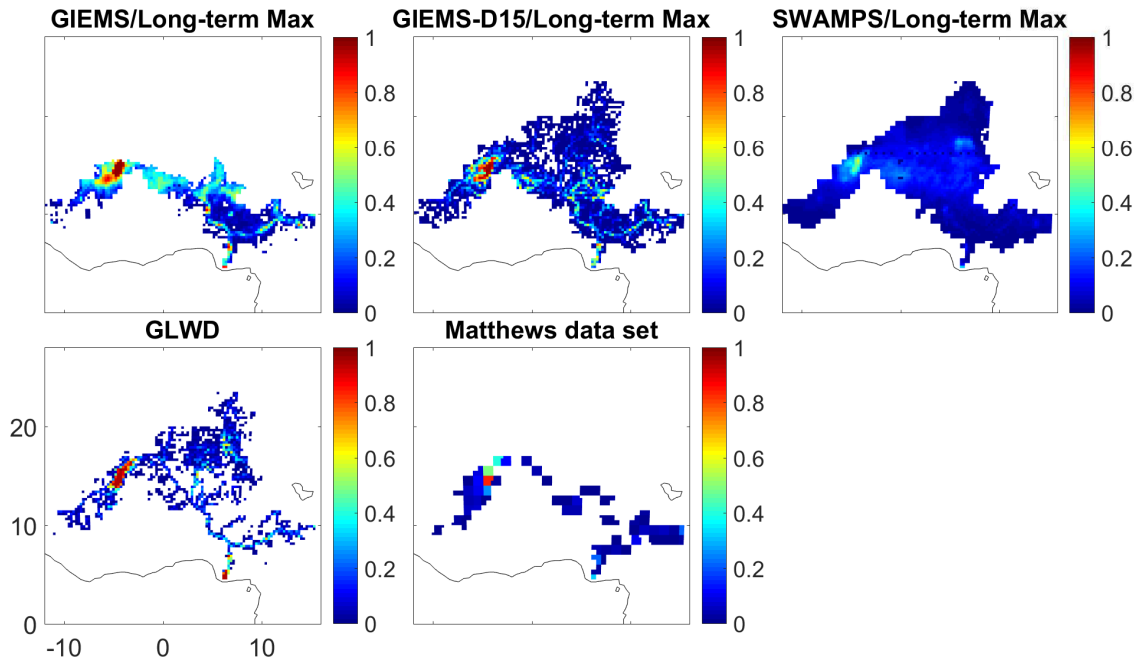 GIEMS/Long-term Max GIEMS-D15/Long-term Max SWAMPS/Long-term Max
1 1 1
0.8 0.8 0.8
0.6 0.6 0.6
0.4 0.4 0.4
0.2 0.2 0.2
0 0 0
GLWD Matthews data set
1 1
20 0.8 0.8
0.6 0.6
10 0.4 0.4
0.2 0.2
0 0 0
-10 0 10